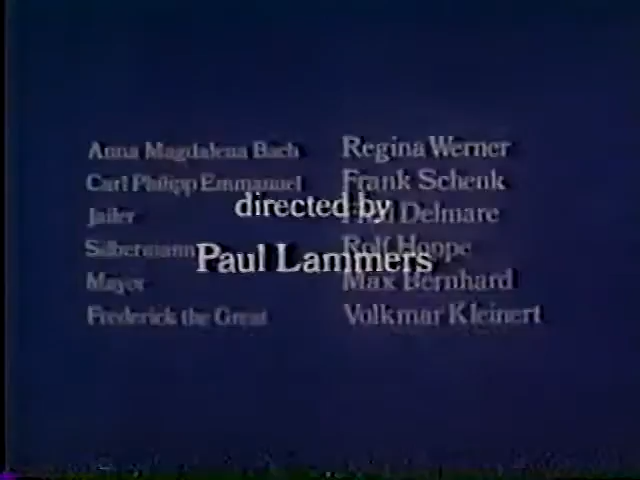 Anna Magdalena Bach Regina Werner
Carl Philipp Emmanuel Frank Schenk
directed by
Jailer Delmare
Silbermann Rolf Hoppe
Paul Lammers
Mayor Max Bernhard
Frederick the Great Volkmar Kleinert